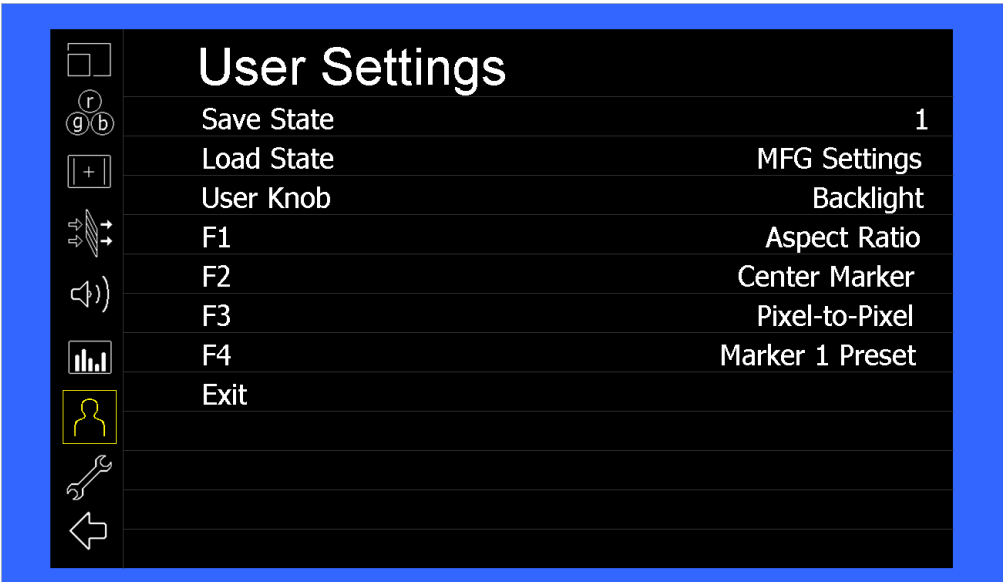 User Settings
r
g b
Save State 1
Load State MFG Settings
User Knob Backlight
F1 Aspect Ratio
F2 Center Marker
F3 Pixel-to-Pixel
F4 Marker 1 Preset
Exit